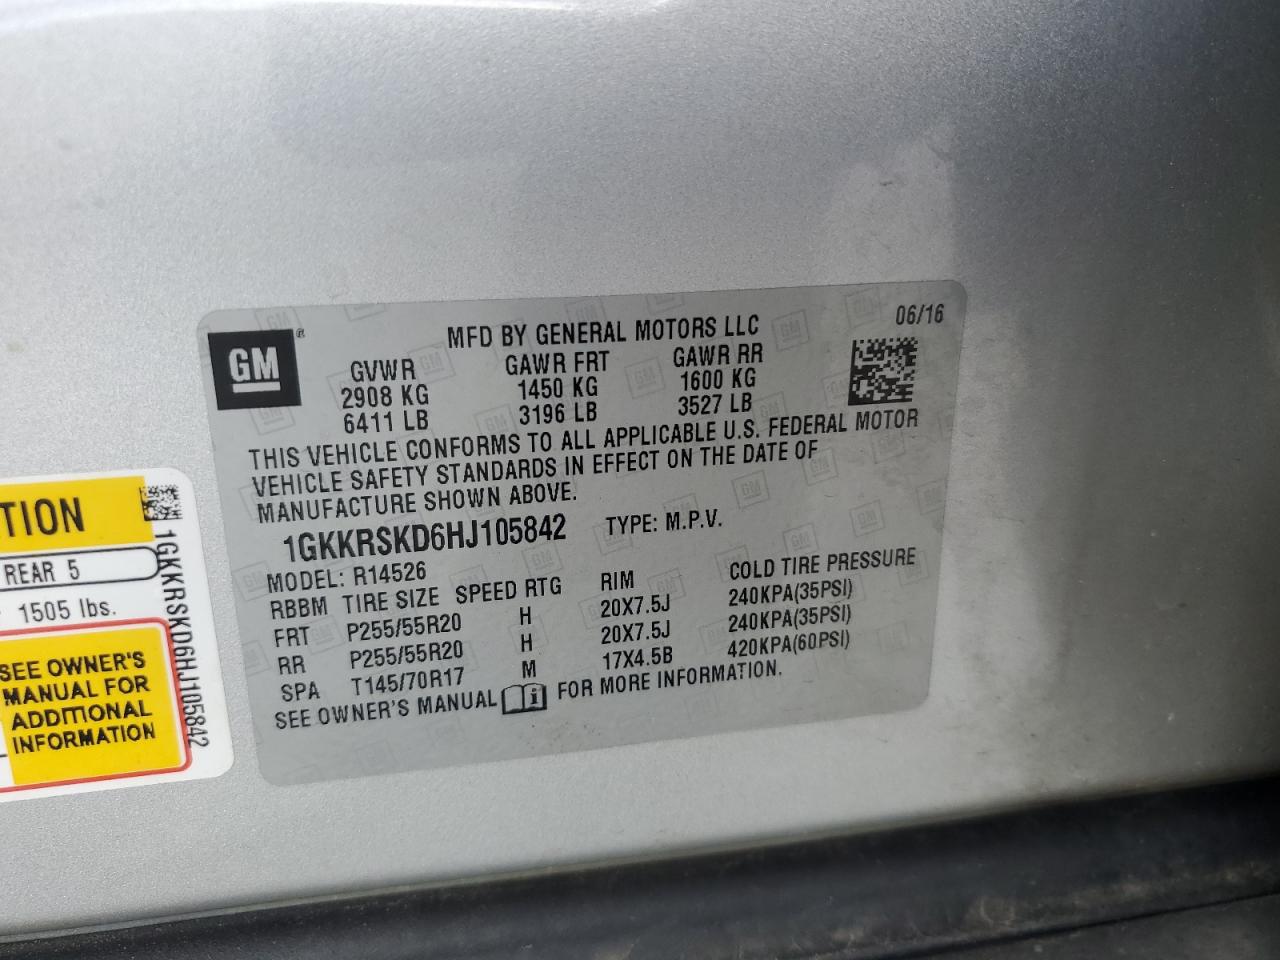 GM
®
MFD BY GENERAL MOTORS LLC
06/16
GVWR GAWR FRT GAWR RR
2908 KG 1450 KG 1600 KG
6411 LB 3196 LB 3527 LB
THIS VEHICLE CONFORMS TO ALL APPLICABLE U.S. FEDERAL MOTOR
VEHICLE SAFETY STANDARDS IN EFFECT ON THE DATE OF
MANUFACTURE SHOWN ABOVE.
1GKKRSKD6HJ105842 TYPE: M.P.V.
MODEL: R14526
RBBM TIRE SIZE SPEED RTG RIM COLD TIRE PRESSURE
FRT P255/55R20 H 20X7.5J 240KPA(35PSI)
RR P255/55R20 H 20X7.5J 240KPA(35PSI)
SPA T145/70R17 M 17X4.5B 420KPA(60PSI)
SEE OWNER'S MANUAL i FOR MORE INFORMATION.
TION
REAR 5
1505 lbs.
SEE OWNER'S
MANUAL FOR
ADDITIONAL
INFORMATION
1GKKRSKD6HJ105842